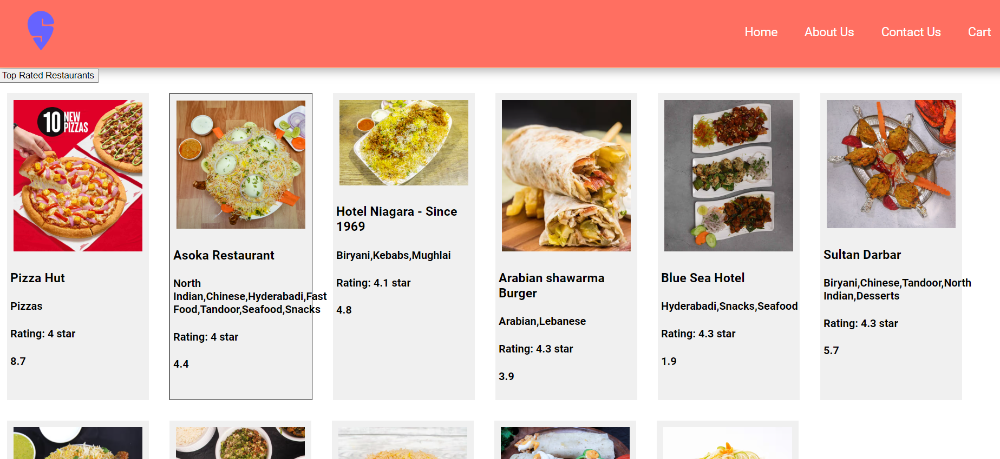 Home
About Us
Contact Us
Cart
Top Rated Restaurants
10 NEW
PIZZAS
Pizza Hut
Pizzas
Rating: 4 star
8.7
Asoka Restaurant
North
Indian,Chinese,Hyderabadi,Fast
Food,Tandoor,Seafood,Snacks
Rating: 4 star
4.4
Hotel Niagara - Since
1969
Biryani,Kebabs,Mughlai
Rating: 4.1 star
4.8
Arabian shawarma
Burger
Arabian,Lebanese
Rating: 4.3 star
3.9
Blue Sea Hotel
Hyderabadi,Snacks,Seafood
Rating: 4.3 star
1.9
Sultan Darbar
Biryani,Chinese,Tandoor,North
Indian,Desserts
Rating: 4.3 star
5.7